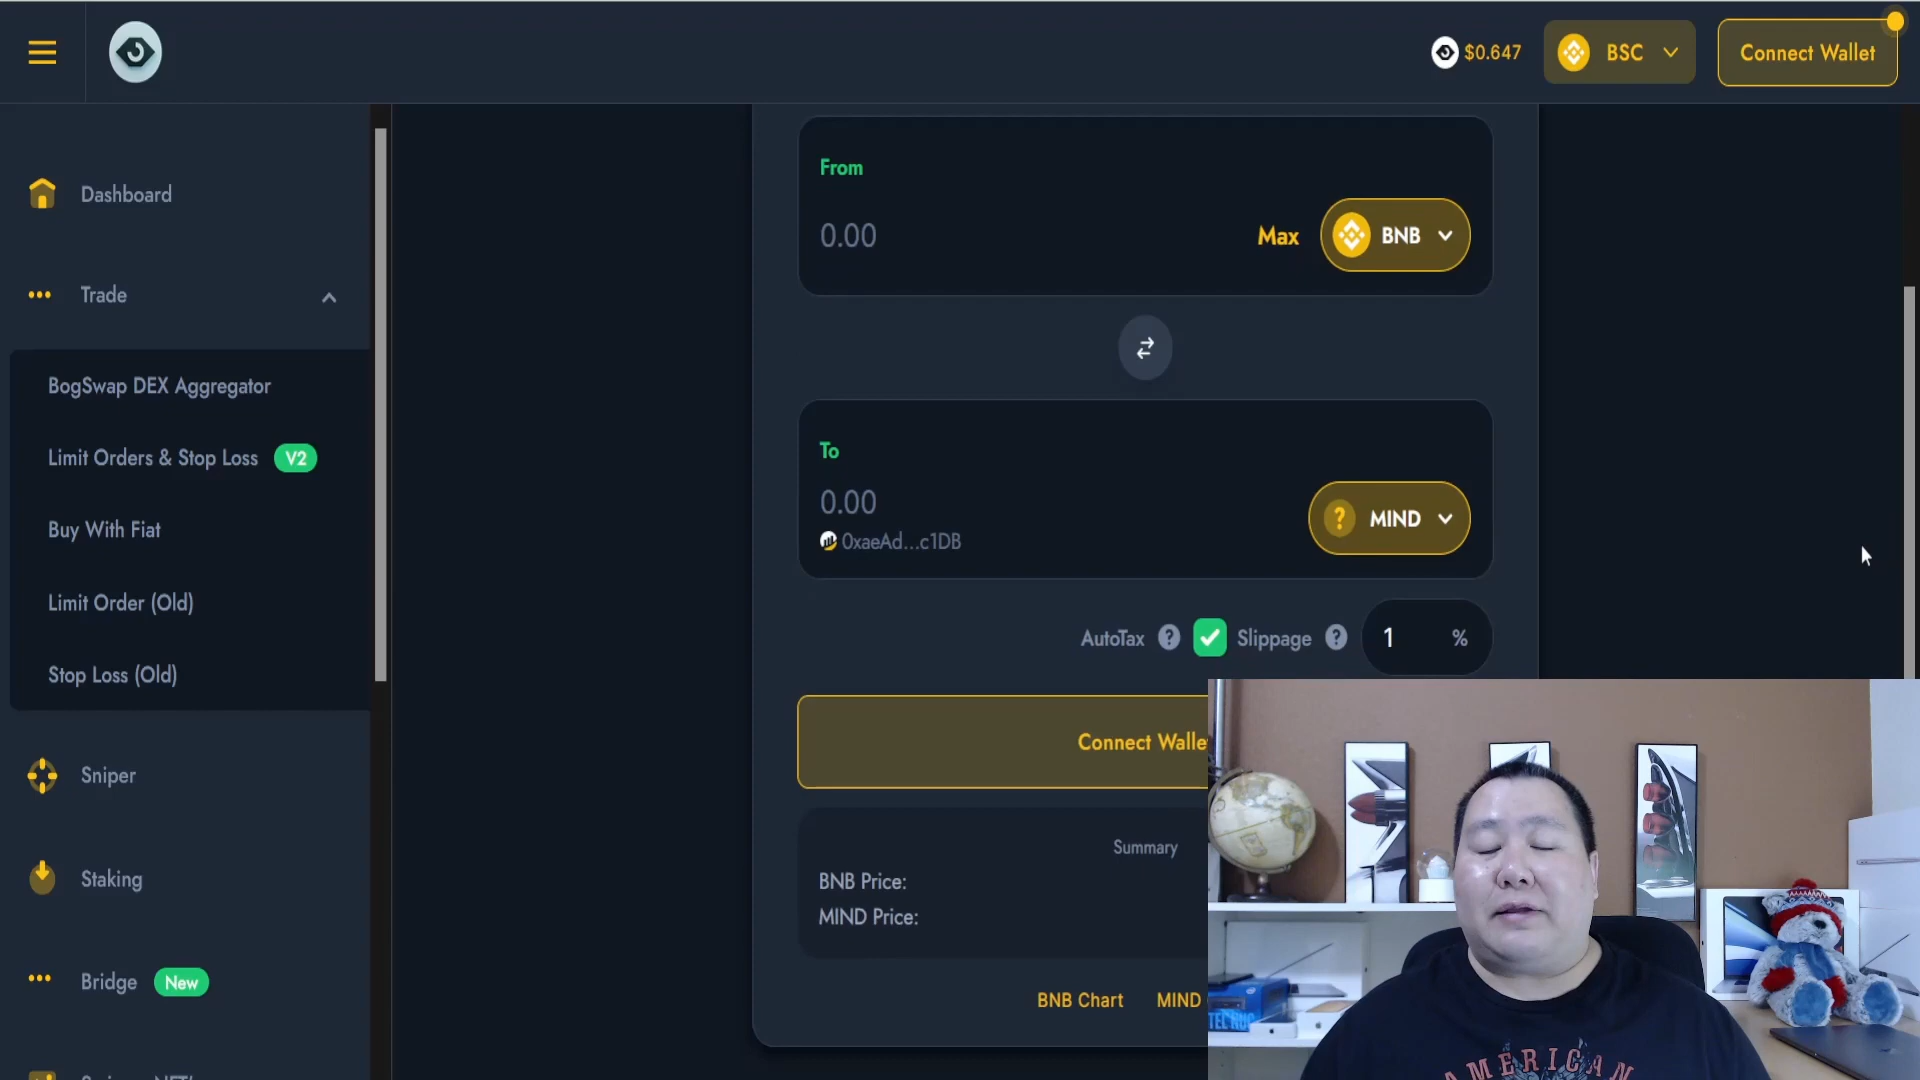 $0.647
BSC
Connect Wallet
Dashboard
Trade
BogSwap DEX Aggregator
Limit Orders & Stop Loss V2
Buy With Fiat
Limit Order (Old)
Stop Loss (Old)
Sniper
Staking
Bridge New
From
0.00
Max
BNB
To
0.00
MIND
0xaeAd...c1DB
AutoTax ? Slippage ? 1 %
Connect Walle
Summary
BNB Price:
MIND Price:
BNB Chart MIND
AMERICAN